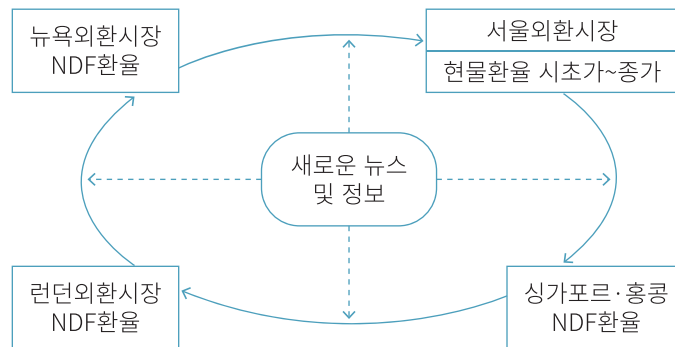 뉴욕외환시장
NDF환율
서울외환시장
현물환율 시초가~종가
새로운 뉴스
및 정보
런던외환시장
NDF환율
싱가포르·홍콩
NDF환율